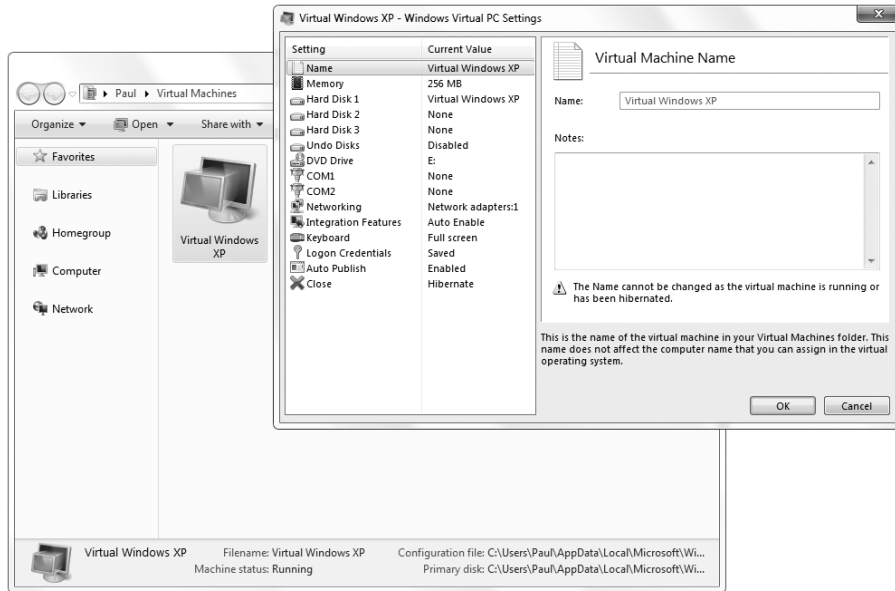 Virtual Windows XP - Windows Virtual PC Settings
X
Setting Current Value
Name Virtual Windows XP
Memory 256 MB
Hard Disk 1 Virtual Windows XP
Hard Disk 2 None
Hard Disk 3 None
Undo Disks Disabled
DVD Drive E:
COM1 None
COM2 None
Networking Network adapters:1
Integration Features Auto Enable
Keyboard Full screen
Logon Credentials Saved
Auto Publish Enabled
Close Hibernate
Virtual Machine Name
Name: Virtual Windows XP
Notes:
The Name cannot be changed as the virtual machine is running or
has been hibernated.
This is the name of the virtual machine in your Virtual Machines folder. This
name does not affect the computer name that you can assign in the virtual
operating system.
OK Cancel
Paul Virtual Machines
Organize Open Share with
Favorites
Libraries
Homegroup
Computer
Network
Virtual Windows
XP
Virtual Windows XP Filename: Virtual Windows XP Configuration file: C:\Users\Paul\AppData\Local\Microsoft\Wi...
Machine status: Running Primary disk: C:\Users\Paul\AppData\Local\Microsoft\Wi...